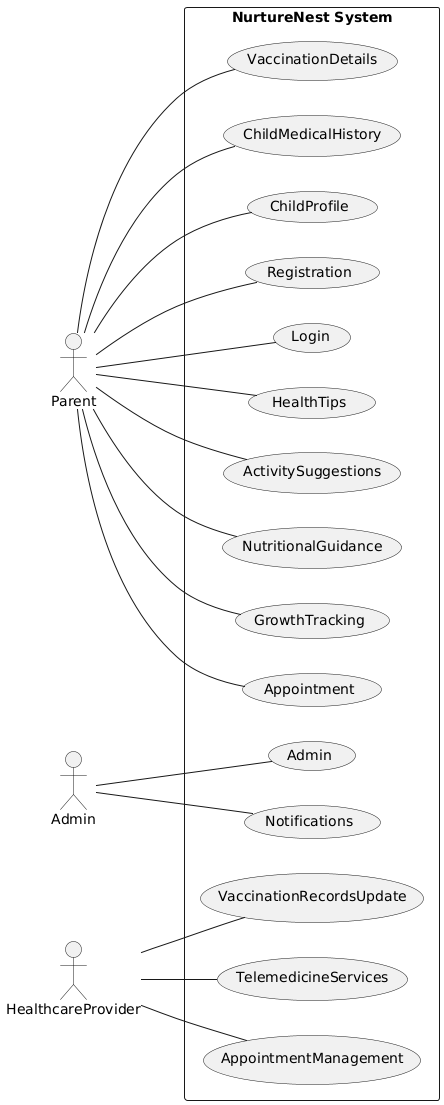 NurtureNest System
VaccinationDetails
ChildMedicalHistory
ChildProfile
Registration
Login
Parent
HealthTips
ActivitySuggestions
NutritionalGuidance
GrowthTracking
Appointment
Admin
Admin
Notifications
VaccinationRecordsUpdate
TelemedicineServices
HealthcareProvider
AppointmentManagement